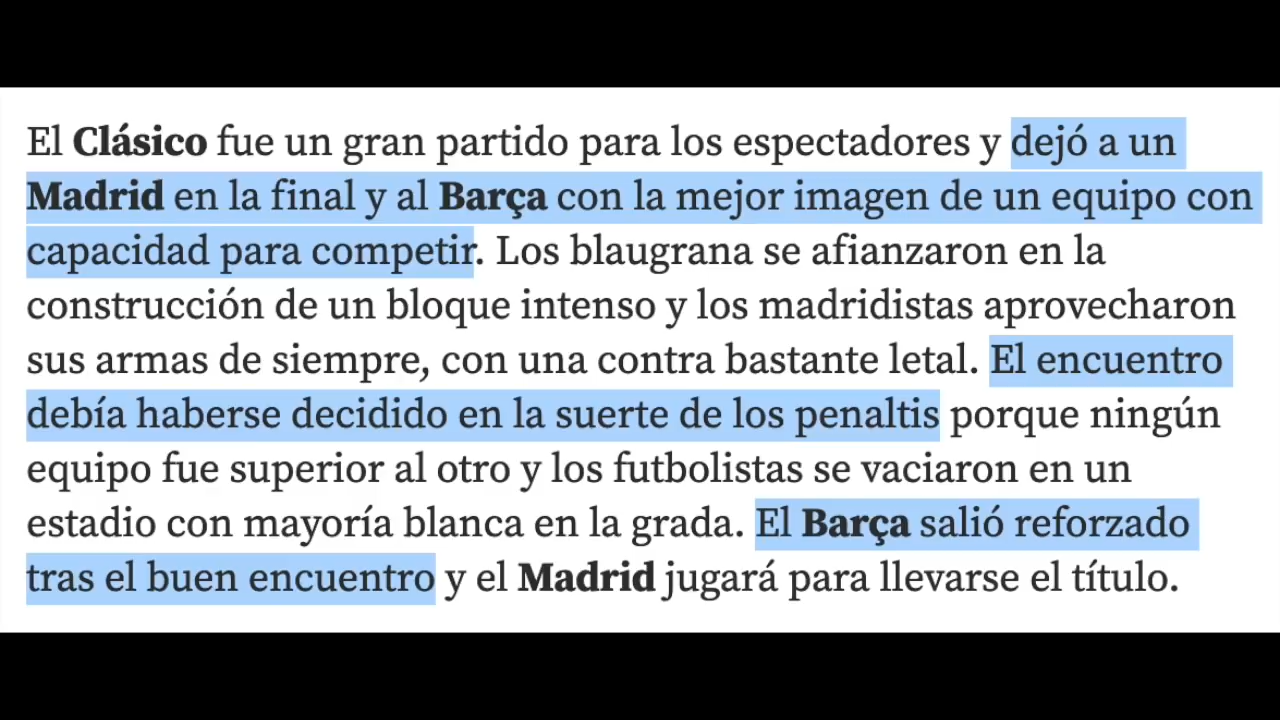 El Clásico fue un gran partido para los espectadores y dejó a un
Madrid en la final y al Barça con la mejor imagen de un equipo con
capacidad para competir. Los blaugrana se afianzaron en la
construcción de un bloque intenso y los madridistas aprovecharon
sus armas de siempre, con una contra bastante letal. El encuentro
debía haberse decidido en la suerte de los penaltis porque ningún
equipo fue superior al otro y los futbolistas se vaciaron en un
estadio con mayoría blanca en la grada. El Barça salió reforzado
tras el buen encuentro y el Madrid jugará para llevarse el título.